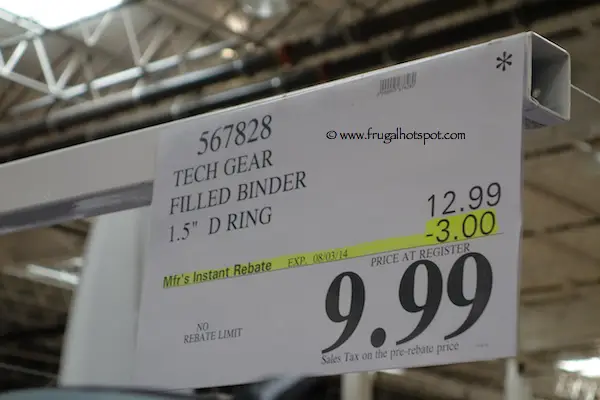 *
567828
© www.frugalhotspot.com
TECH GEAR
FILLED BINDER
1.5" D RING
12.99
-3.00
Mfr's Instant Rebate EXP. 08/03/14
PRICE AT REGISTER
9.99
NO
REBATE LIMIT
Sales Tax on the pre-rebate price